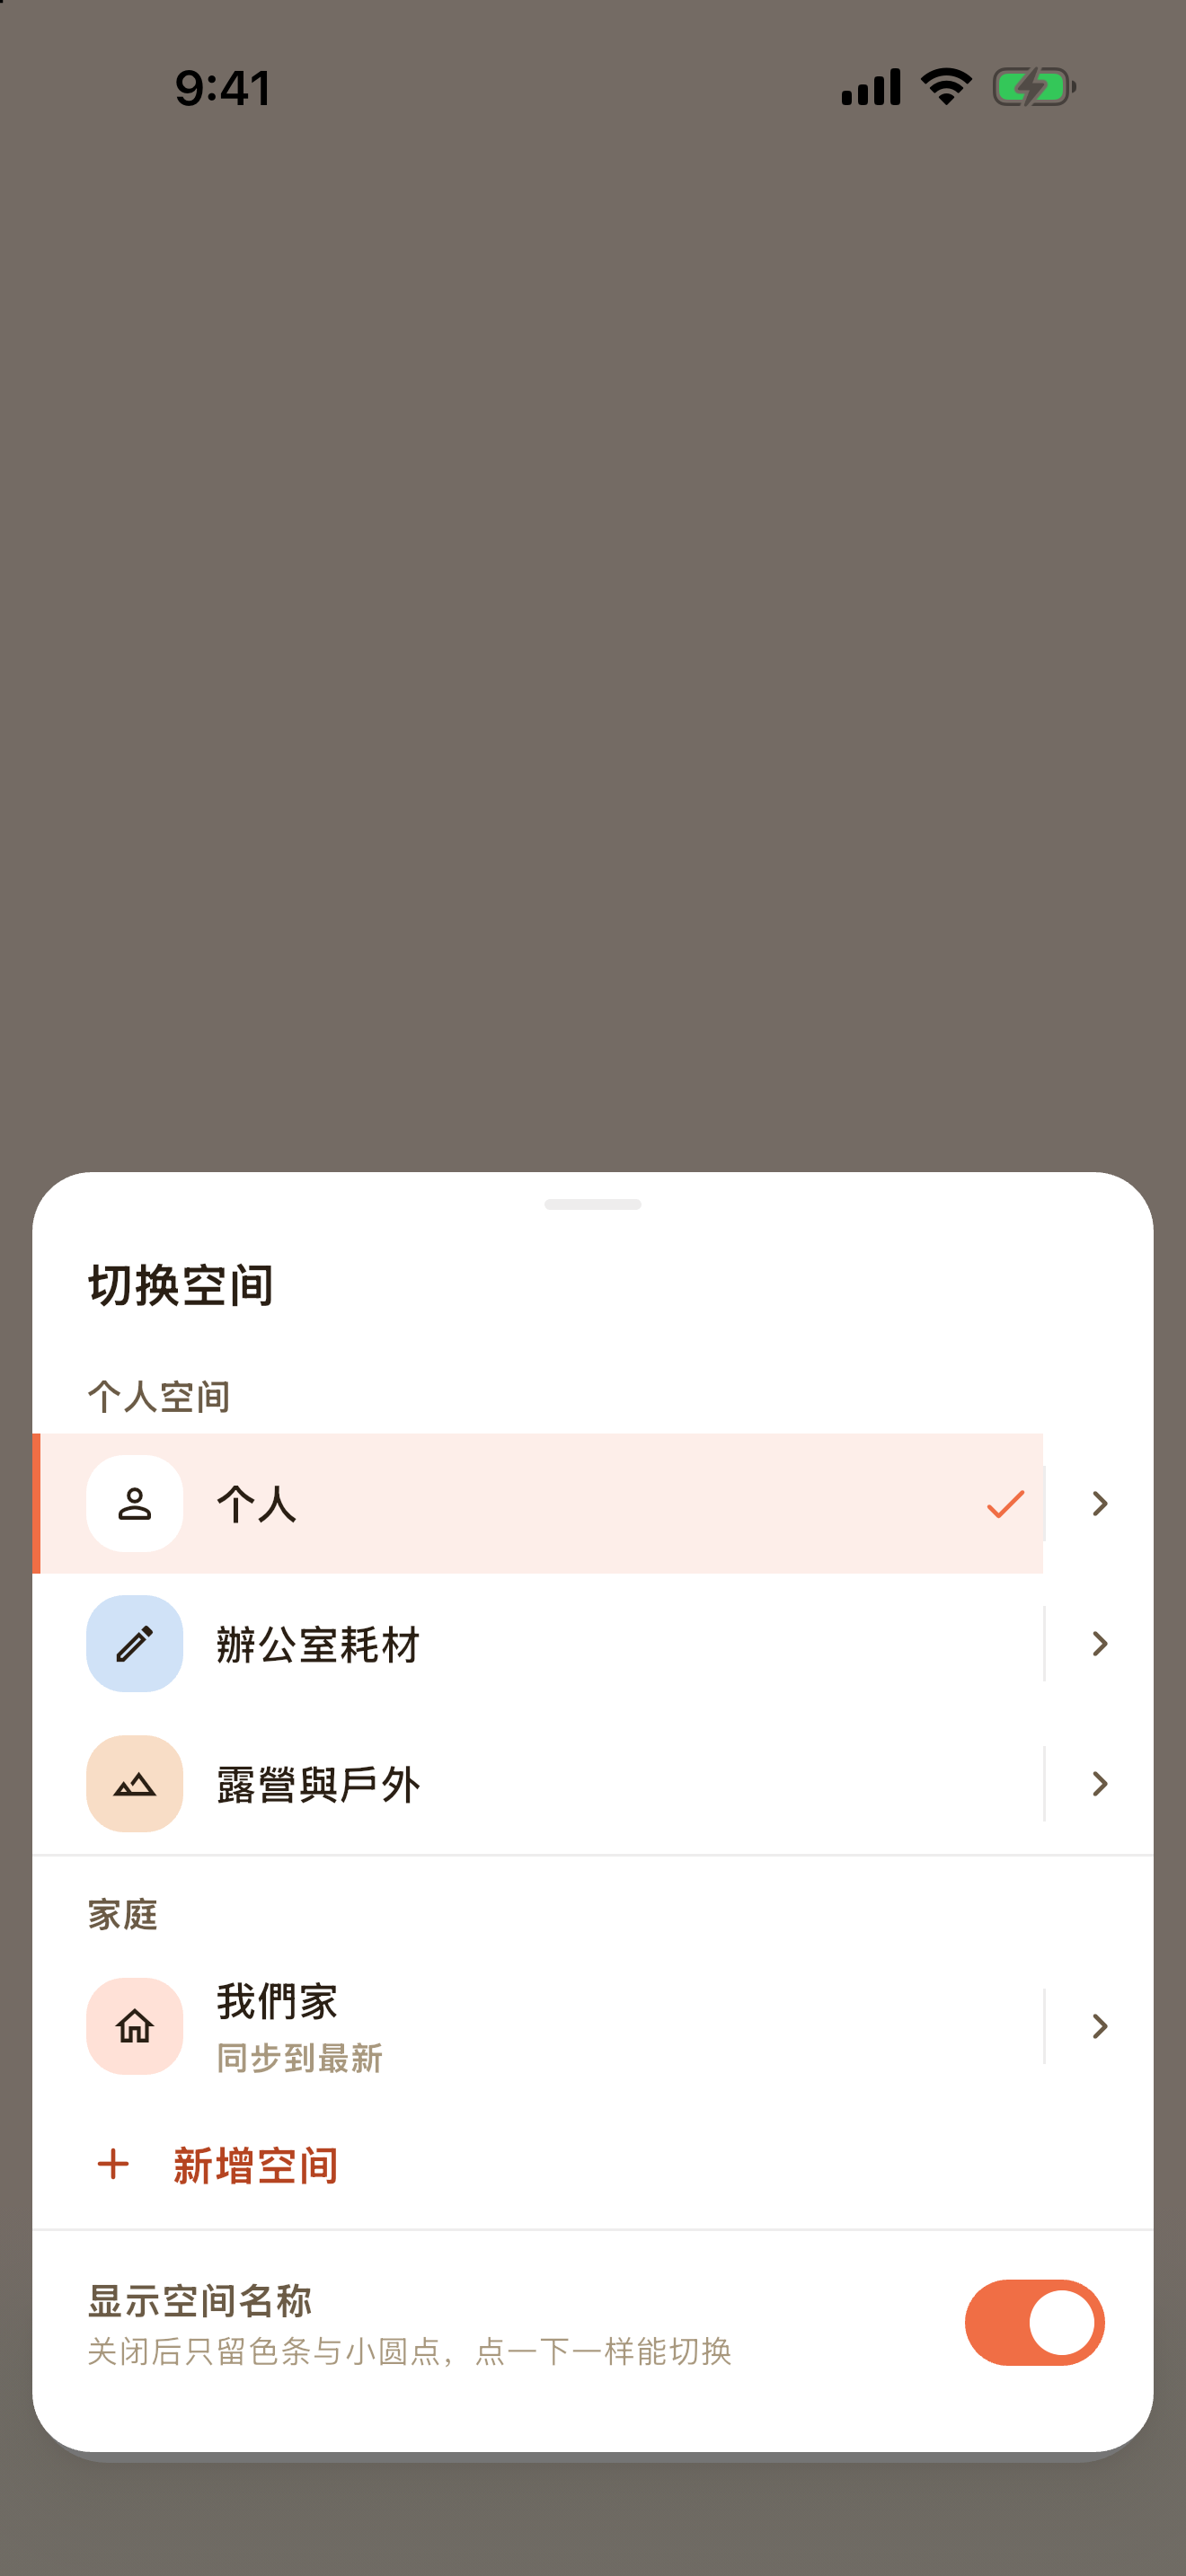 9:41
切换空间
个人空间
个人
辦公室耗材
露營與戶外
家庭
我們家
同步到最新
新增空间
显示空间名称
关闭后只留色条与小圆点，点一下一样能切换